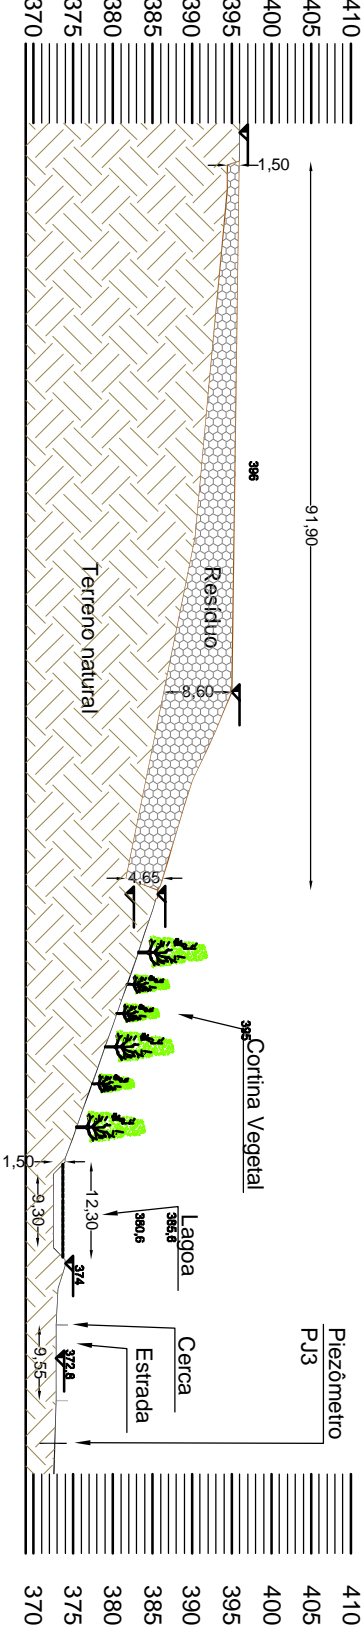 370 375 380 385 390 395 400 405 410
1,50
91,90
396
Resíduo
Terreno natural
8,60
4,65
395
Cortina Vegetal
1,50
9,30
12,30
380,6
385,6
Lagoa
374
Cerca
Estrada
372,8
9,55
Piezômetro
PJ3
370 375 380 385 390 395 400 405 410